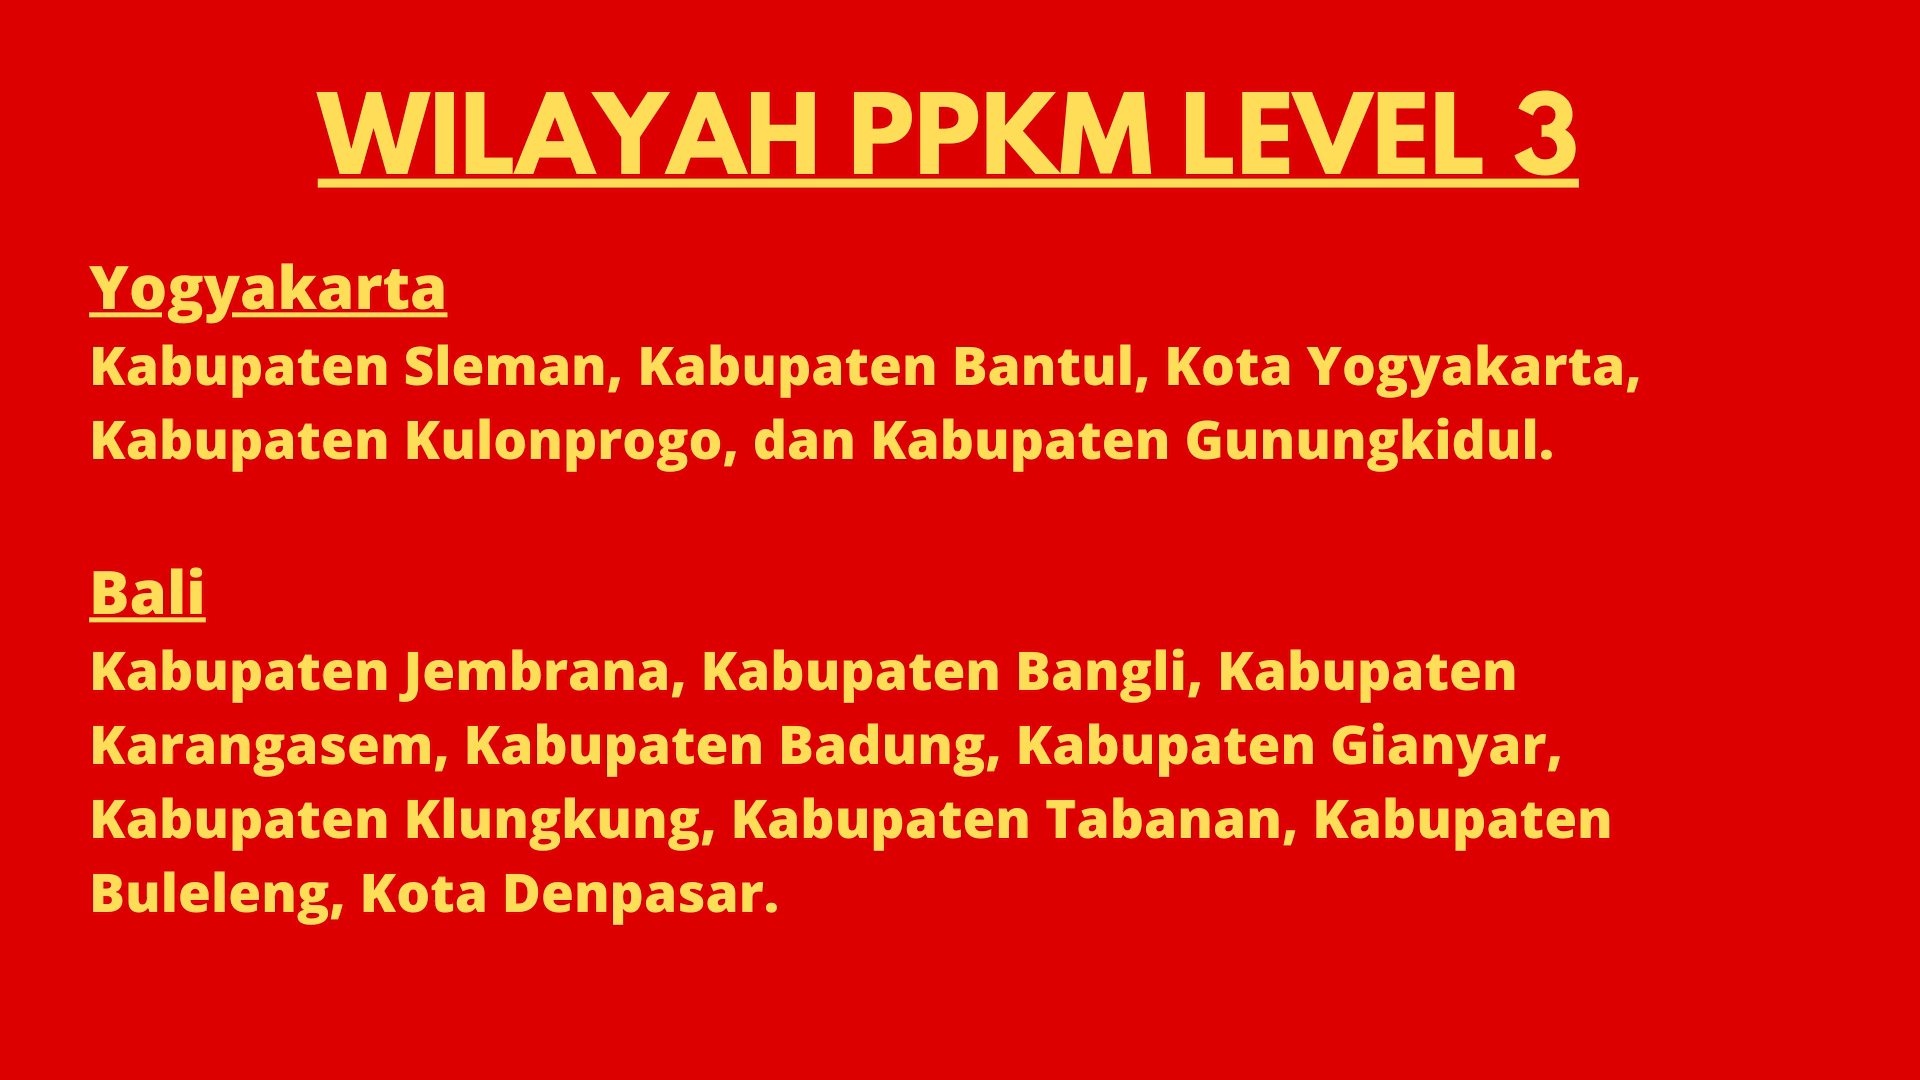 WILAYAH PPKM LEVEL 3
Yogyakarta
Kabupaten Sleman, Kabupaten Bantul, Kota Yogyakarta,
Kabupaten Kulonprogo, dan Kabupaten Gunungkidul.
Bali
Kabupaten Jembrana, Kabupaten Bangli, Kabupaten
Karangasem, Kabupaten Badung, Kabupaten Gianyar,
Kabupaten Klungkung, Kabupaten Tabanan, Kabupaten
Buleleng, Kota Denpasar.